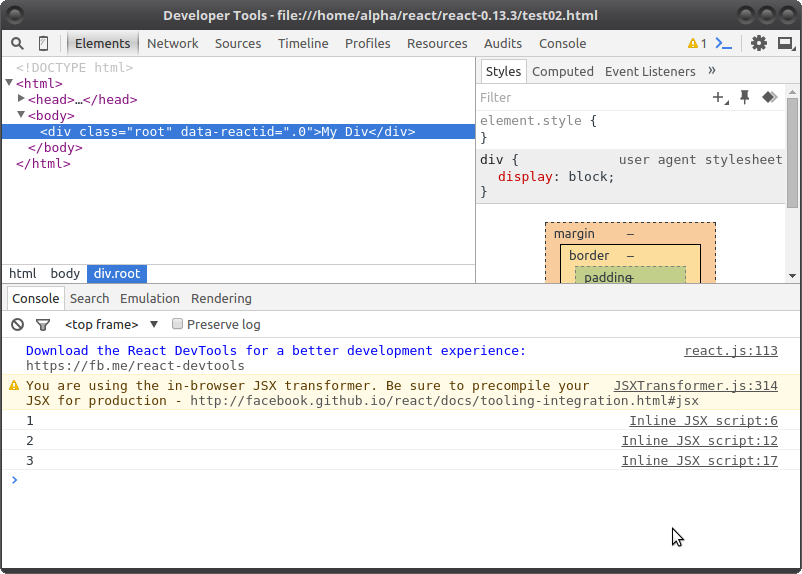 Developer Tools - file:///home/alpha/react/react-0.13.3/test02.html
Elements Network Sources Timeline Profiles Resources Audits Console 1
<!DOCTYPE html>
<html>
<head>…</head>
<body>
<div class="root" data-reactid=".0">My Div</div>
</body>
</html>
html body div.root
Styles Computed Event Listeners »
Filter
element.style {
}
div { user agent stylesheet
display: block;
}
margin –
border –
padding –
Console Search Emulation Rendering
<top frame> ▼ Preserve log
Download the React DevTools for a better development experience: react.js:113
https://fb.me/react-devtools
You are using the in-browser JSX transformer. Be sure to precompile your JSXTransformer.js:314
JSX for production - http://facebook.github.io/react/docs/tooling-integration.html#jsx
1 Inline JSX script:6
2 Inline JSX script:12
3 Inline JSX script:17